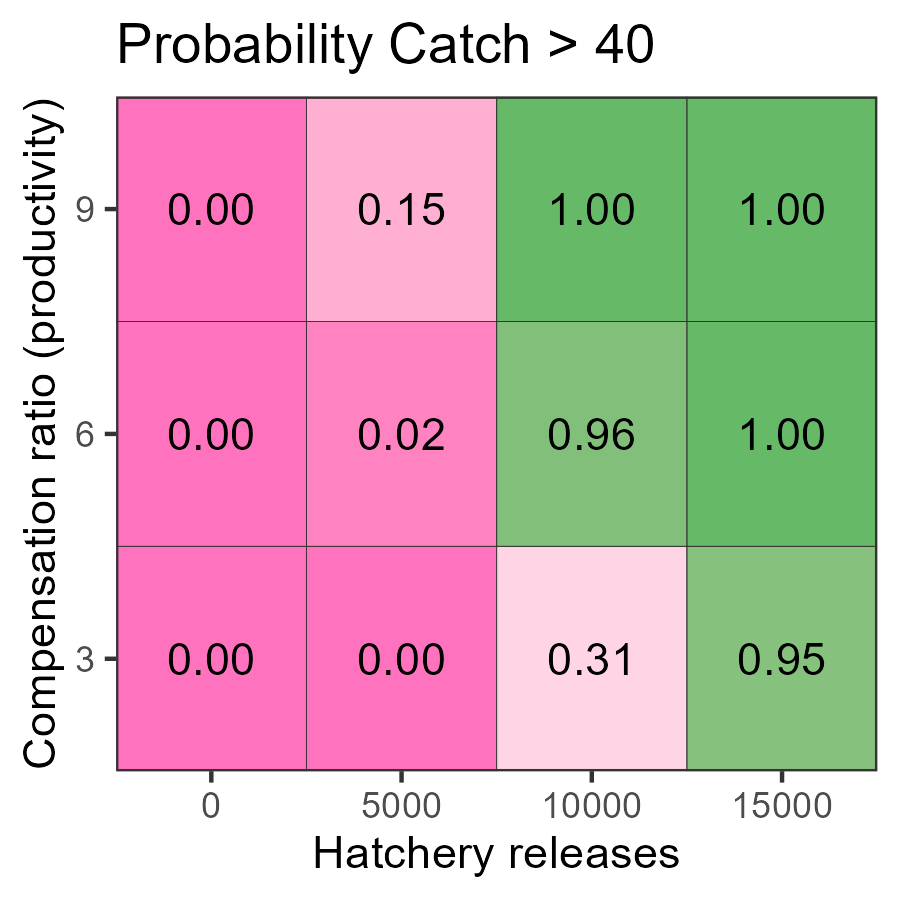 Probability Catch > 40
Compensation ratio (productivity)
9
0.00 0.15 1.00 1.00
6
0.00 0.02 0.96 1.00
3
0.00 0.00 0.31 0.95
0 5000 10000 15000
Hatchery releases